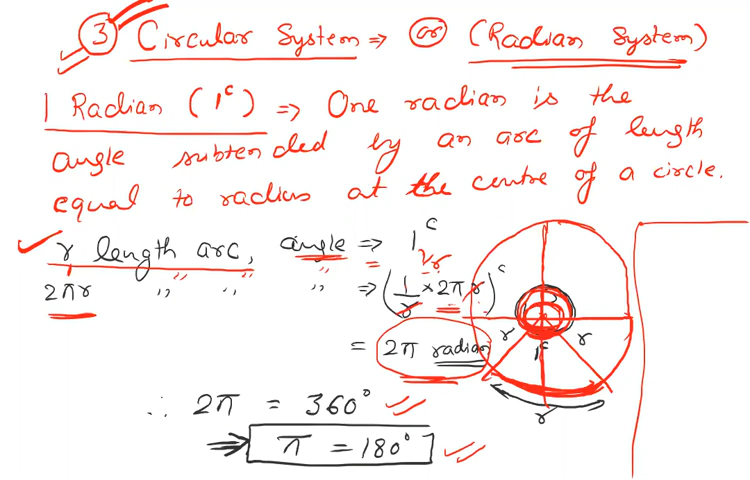 ③ Circular System ⇒ (or) (Radian System)
1 Radian (1ᶜ) ⇒ One radian is the
angle subtended by an arc of length
equal to radius at the centre of a circle.
r length arc, angle ⇒ 1ᶜ
2πr " " " ⇒ (1/r × 2πr)ᶜ
= 2π radian
r 1ᶜ r
r
∴ 2π = 360°
⇒ π = 180°